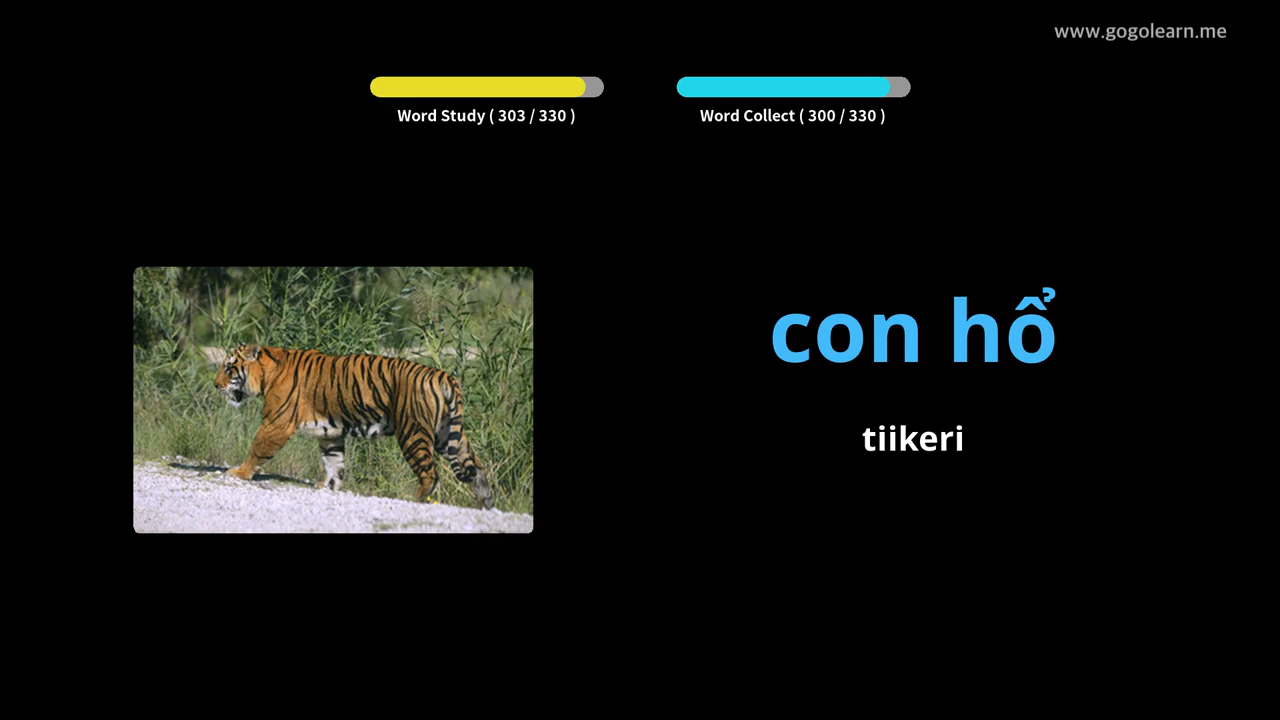 www.gogolearn.me
Word Study ( 303 / 330 )
Word Collect ( 300 / 330 )
con hổ
tiikeri